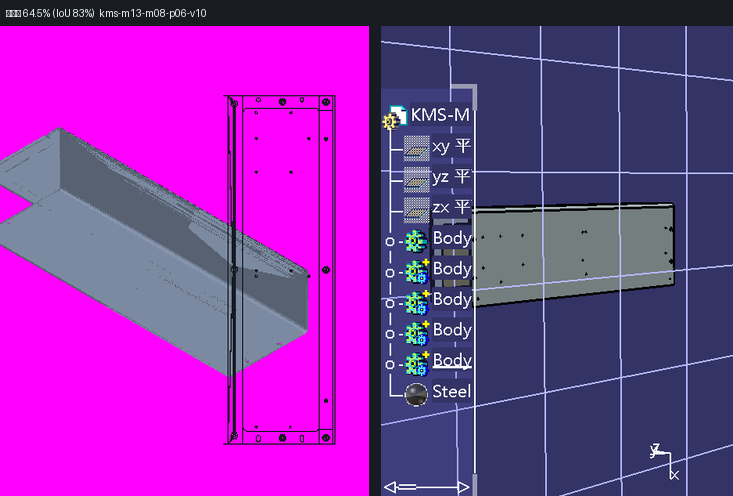 64.5% (IoU 83%) kms-m13-m08-p06-v10
KMS-M
xy 平
yz 平
zx 平
Body
Body
Body
Body
Body
Steel
z
x